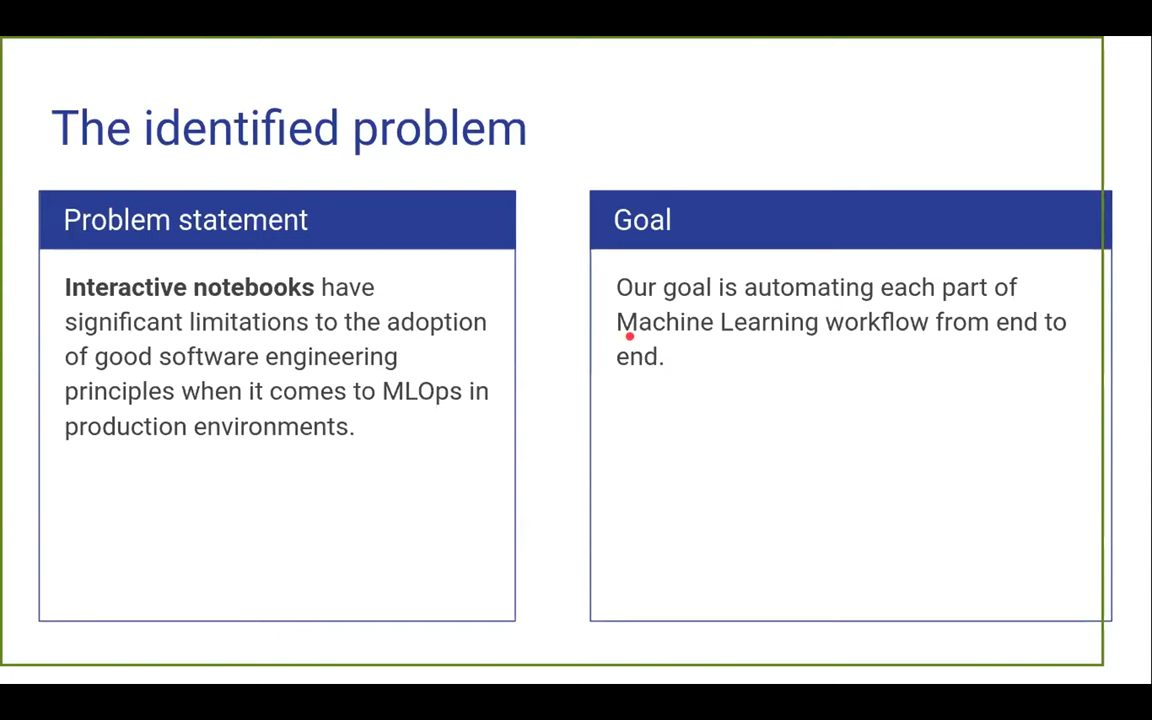 The identified problem
Problem statement
Interactive notebooks have
significant limitations to the adoption
of good software engineering
principles when it comes to MLOps in
production environments.
Goal
Our goal is automating each part of
Machine Learning workflow from end to
end.